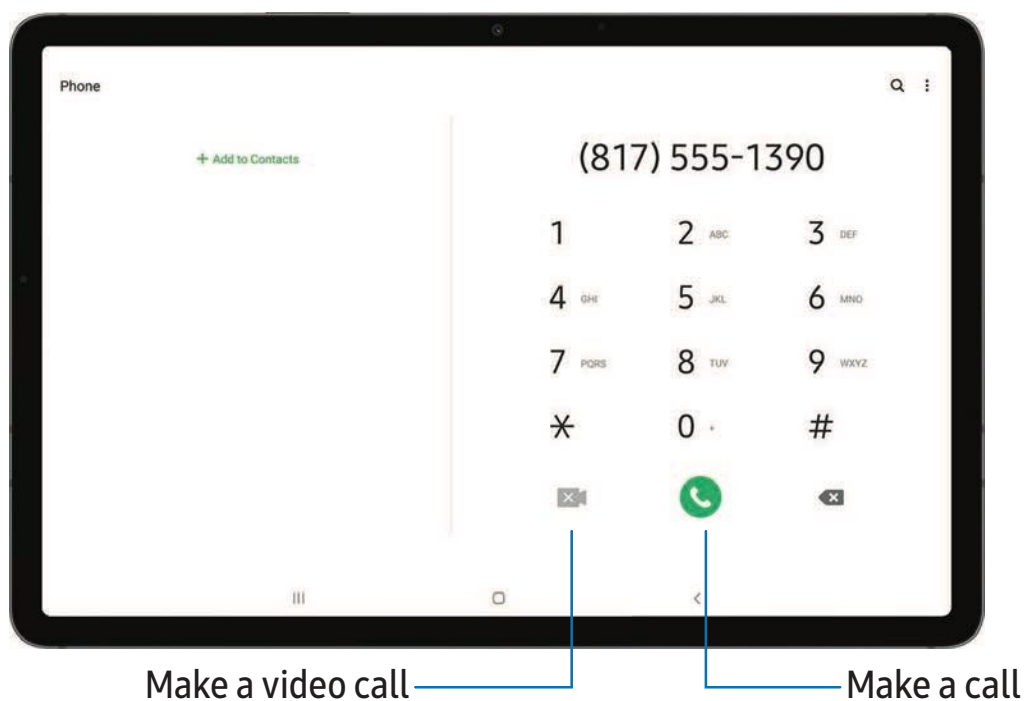 Phone
+ Add to Contacts
(817) 555-1390
1 2 ABC 3 DEF
4 GHI 5 JKL 6 MNO
7 PQRS 8 TUV 9 WXYZ
* 0 + #
Make a video call
Make a call